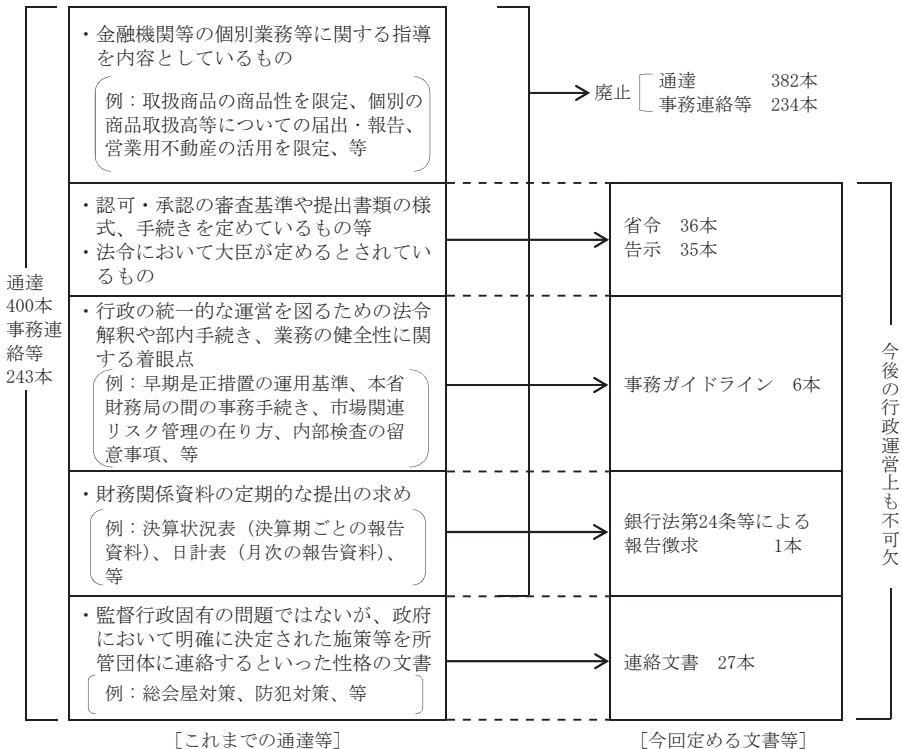 ・金融機関等の個別業務等に関する指導
を内容としているもの
例：取扱商品の商品性を限定、個別の
商品取扱高等についての届出・報告、
営業用不動産の活用を限定、等
廃止
通達　382本
事務連絡等　234本
・認可・承認の審査基準や提出書類の様
式、手続きを定めているもの等
・法令において大臣が定めるとされてい
るもの
省令　36本
告示　35本
通達
400本
事務連
絡等
243本
・行政の統一的な運営を図るための法令
解釈や部内手続き、業務の健全性に関
する着眼点
例：早期是正措置の運用基準、本省
財務局の間の事務手続き、市場関連
リスク管理の在り方、内部検査の留
意事項、等
事務ガイドライン　6本
今後の行政運営上も不可欠
・財務関係資料の定期的な提出の求め
例：決算状況表（決算期ごとの報告
資料）、日計表（月次の報告資料）、
等
銀行法第24条等による
報告徴求　1本
・監督行政固有の問題ではないが、政府
において明確に決定された施策等を所
管団体に連絡するといった性格の文書
例：総会屋対策、防犯対策、等
連絡文書　27本
［これまでの通達等］
［今回定める文書等］